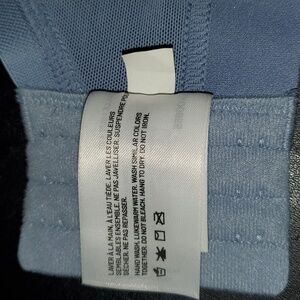 LAVER À LA MAIN, À L'EAU TIÈDE. LAVER LES COULEURS
SEMBLABLES ENSEMBLE. NE PAS JAVELLISER. SUSPENDRE
SÉCHER. NE PAS REPASSER.
HAND WASH, LUKEWARM WATER. WASH SIMILAR COLORS
TOGETHER. DO NOT BLEACH. HANG TO DRY. DO NOT IRON.